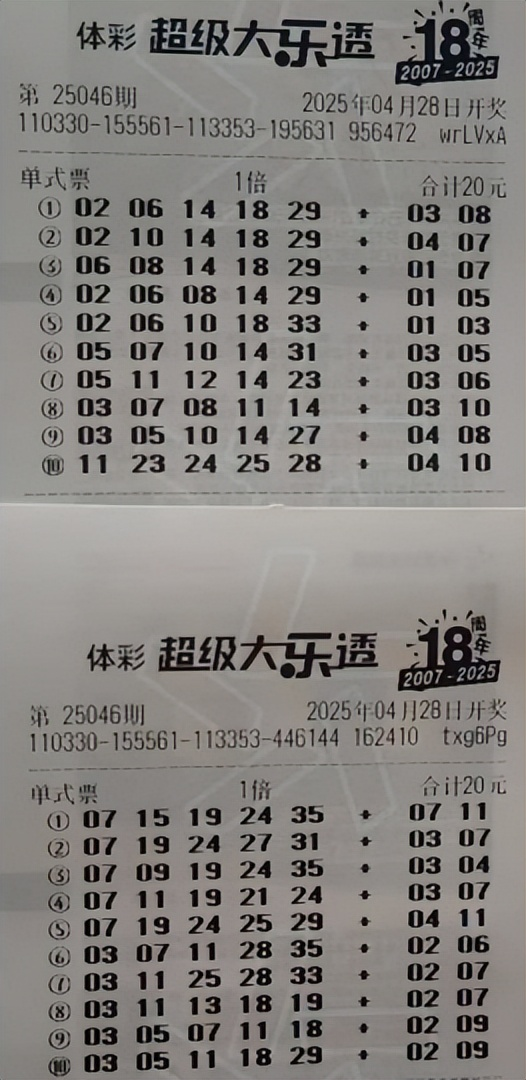 体彩 超级大乐透 18周年
2007-2025
第 25046期 2025年04月28日开奖
110330-155561-113353-195631 956472 wrLVxA
单式票 1倍 合计20元
① 02 06 14 18 29 + 03 08
② 02 10 14 18 29 + 04 07
③ 06 08 14 18 29 + 01 07
④ 02 06 08 14 29 + 01 05
⑤ 02 06 10 18 33 + 01 03
⑥ 05 07 10 14 31 + 03 05
⑦ 05 11 12 14 23 + 03 06
⑧ 03 07 08 11 14 + 03 10
⑨ 03 05 10 14 27 + 04 08
⑩ 11 23 24 25 28 + 04 10
体彩 超级大乐透 18周年
2007-2025
第 25046期 2025年04月28日开奖
110330-155561-113353-446144 162410 txg6Pg
单式票 1倍 合计20元
① 07 15 19 24 35 + 07 11
② 07 19 24 27 31 + 03 07
③ 07 09 19 24 35 + 03 04
④ 07 11 19 21 24 + 03 07
⑤ 07 19 24 25 29 + 04 11
⑥ 03 07 11 28 35 + 02 06
⑦ 03 11 25 28 33 + 02 07
⑧ 03 11 13 18 19 + 02 07
⑨ 03 05 07 11 18 + 02 09
⑩ 03 05 11 18 29 + 02 09